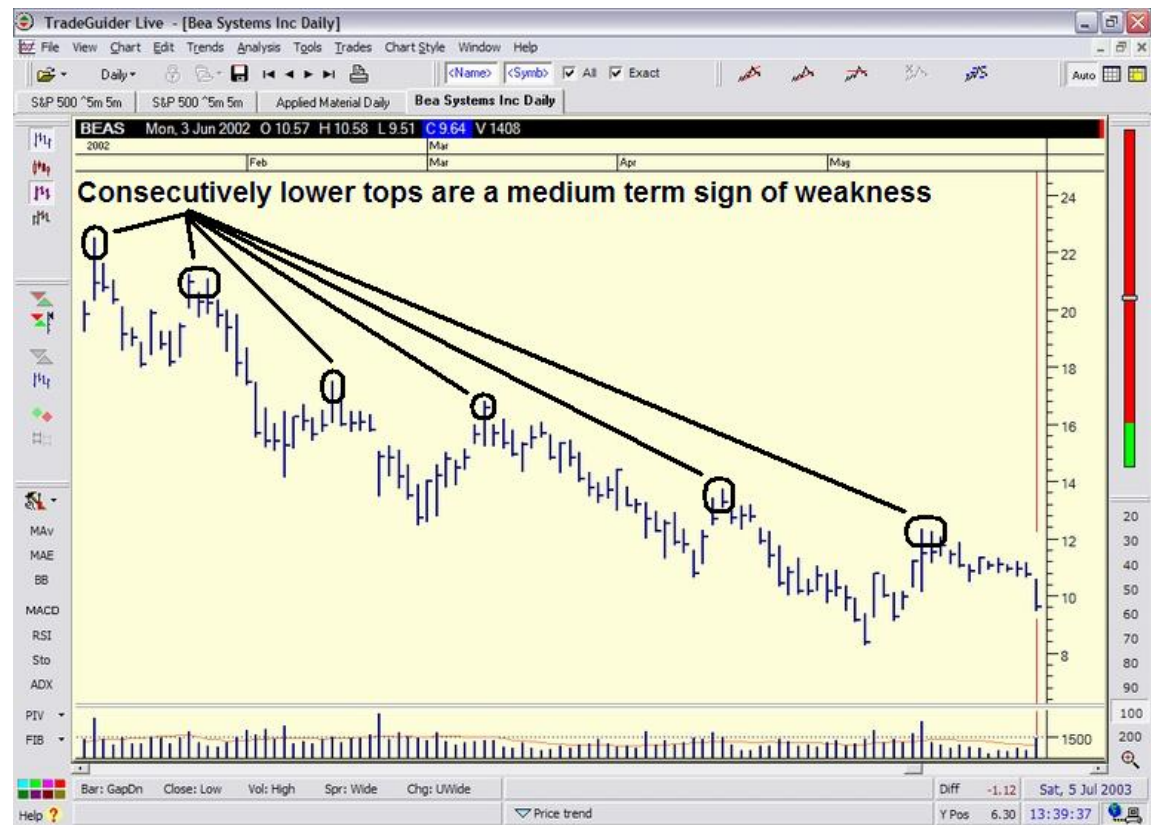 TradeGuider Live - [Bea Systems Inc Daily]
File View Chart Edit Trends Analysis Tools Trades Chart Style Window Help
Daily <Name> <Symb> All Exact Auto
S&P 500 ^5m 5m S&P 500 ^5m 5m Applied Material Daily Bea Systems Inc Daily
BEAS Mon, 3 Jun 2002 O 10.57 H 10.58 L 9.51 C 9.64 V 1408
2002 Mar
Feb Mar Apr May
Consecutively lower tops are a medium term sign of weakness
24
22
20
18
16
14
12
10
8
1500
MAv
MAE
BB
MACD
RSI
Sto
ADX
PIV
FIB
20
30
40
50
60
70
80
90
100
200
Bar: GapDn Close: Low Vol: High Spr: Wide Chg: UWide Diff -1.12 Sat, 5 Jul 2003
Help ? Price trend Y Pos 6.30 13:39:37